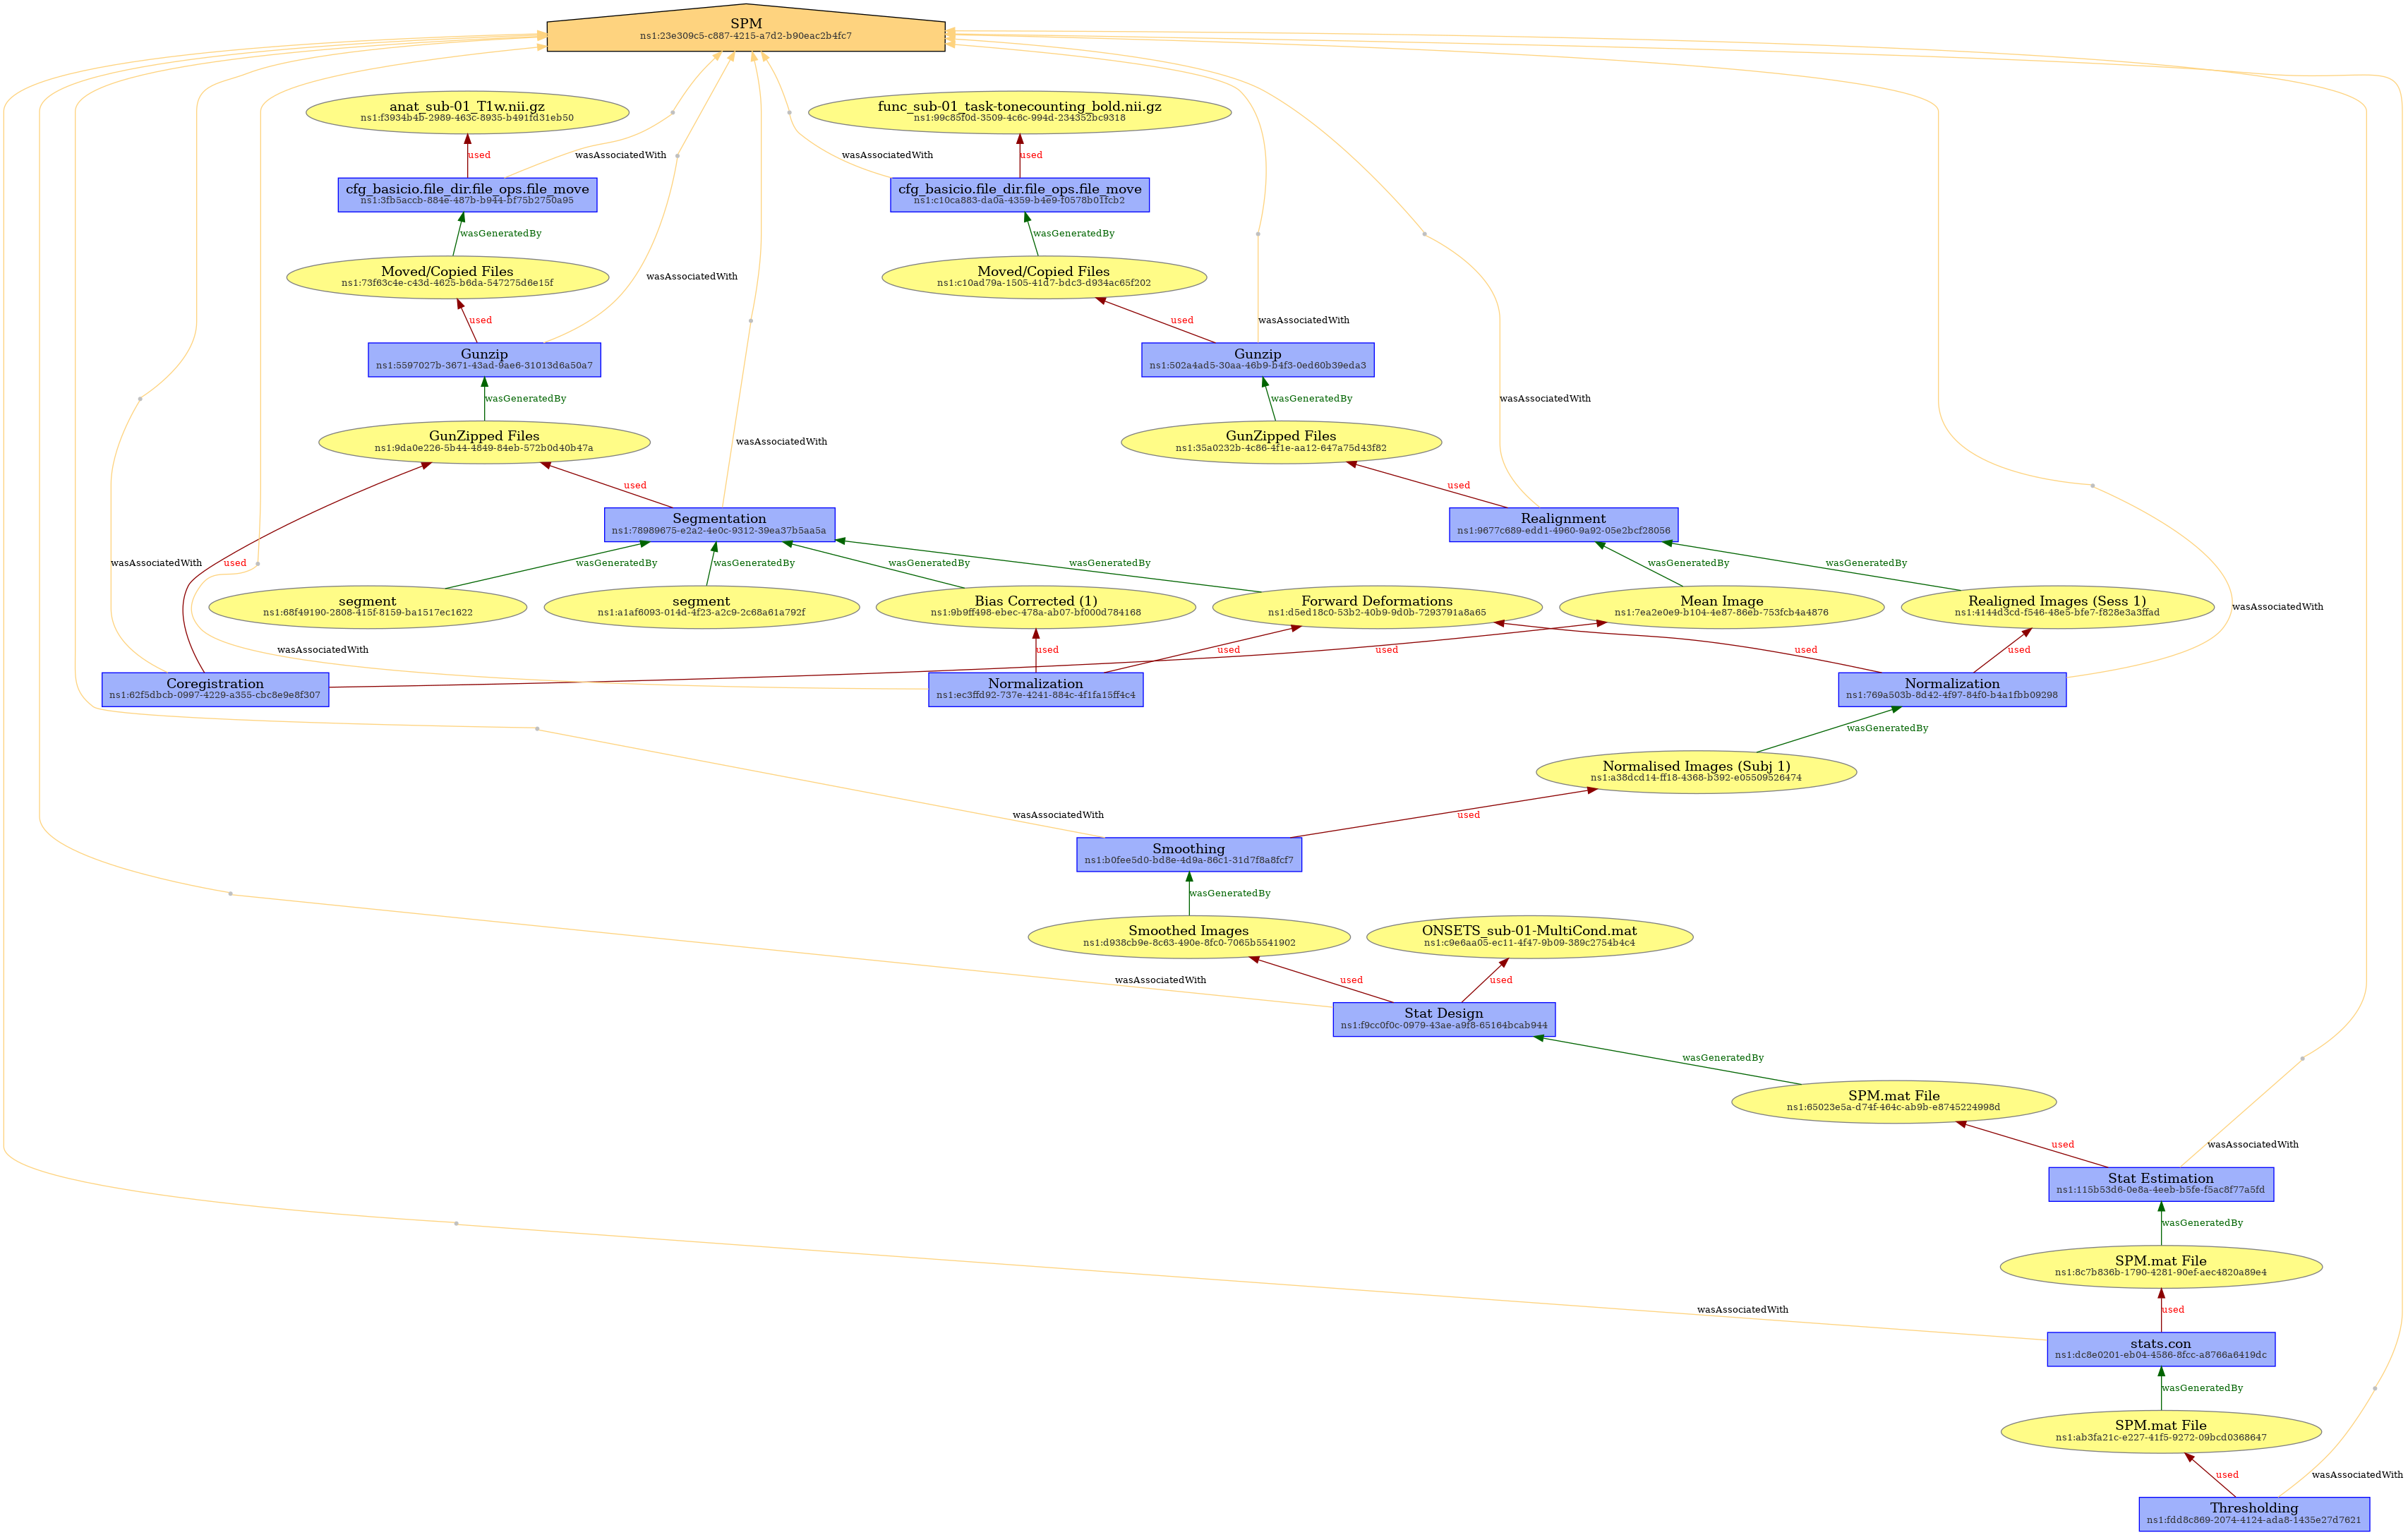 SPM
ns1:23e309c5-c887-4215-a7d2-b90eac2b4fc7
anat_sub-01_T1w.nii.gz
ns1:f3934b4b-2989-463c-8935-b491fd31eb50
func_sub-01_task-tonecounting_bold.nii.gz
ns1:99c85f0d-3509-4c6c-994d-234352bc9318
used
wasAssociatedWith
wasAssociatedWith
used
cfg_basicio.file_dir.file_ops.file_move
ns1:3fb5accb-884e-487b-b944-bf75b2750a95
cfg_basicio.file_dir.file_ops.file_move
ns1:c10ca883-da0a-4359-b4e9-f0578b01fcb2
wasGeneratedBy
wasGeneratedBy
Moved/Copied Files
ns1:73f63c4e-c43d-4625-b6da-547275d6e15f
wasAssociatedWith
Moved/Copied Files
ns1:c10ad79a-1505-41d7-bdc3-d934ac65f202
used
used
wasAssociatedWith
Gunzip
ns1:5597027b-3671-43ad-9ae6-31013d6a50a7
Gunzip
ns1:502a4ad5-30aa-46b9-b4f3-0ed60b39eda3
wasGeneratedBy
wasGeneratedBy
wasAssociatedWith
GunZipped Files
ns1:9da0e226-5b44-4849-84eb-572b0d40b47a
wasAssociatedWith
GunZipped Files
ns1:35a0232b-4c86-4f1e-aa12-647a75d43f82
used
used
Segmentation
ns1:78989675-e2a2-4e0c-9312-39ea37b5aa5a
Realignment
ns1:9677c689-edd1-4960-9a92-05e2bcf28056
wasAssociatedWith
used
wasGeneratedBy
wasGeneratedBy
wasGeneratedBy
wasGeneratedBy
wasGeneratedBy
wasGeneratedBy
segment
ns1:68f49190-2808-415f-8159-ba1517ec1622
segment
ns1:a1af6093-014d-4f23-a2c9-2c68a61a792f
Bias Corrected (1)
ns1:9b9ff498-ebec-478a-ab07-bf000d784168
Forward Deformations
ns1:d5ed18c0-53b2-40b9-9d0b-7293791a8a65
Mean Image
ns1:7ea2e0e9-b104-4e87-86eb-753fcb4a4876
Realigned Images (Sess 1)
ns1:4144d3cd-f546-48e5-bfe7-f828e3a3ffad
wasAssociatedWith
wasAssociatedWith
used
used
used
used
used
Coregistration
ns1:62f5dbcb-0997-4229-a355-cbc8e9e8f307
Normalization
ns1:ec3ffd92-737e-4241-884c-4f1fa15ff4c4
Normalization
ns1:769a503b-8d42-4f97-84f0-b4a1fbb09298
wasGeneratedBy
Normalised Images (Subj 1)
ns1:a38dcd14-ff18-4368-b392-e05509526474
wasAssociatedWith
used
Smoothing
ns1:b0fee5d0-bd8e-4d9a-86c1-31d7f8a8fcf7
wasGeneratedBy
Smoothed Images
ns1:d938cb9e-8c63-490e-8fc0-7065b5541902
ONSETS_sub-01-MultiCond.mat
ns1:c9e6aa05-ec11-4f47-9b09-389c2754b4c4
wasAssociatedWith
used
used
Stat Design
ns1:f9cc0f0c-0979-43ae-a9f8-65164bcab944
wasGeneratedBy
SPM.mat File
ns1:65023e5a-d74f-464c-ab9b-e8745224998d
used
wasAssociatedWith
Stat Estimation
ns1:115b53d6-0e8a-4eeb-b5fe-f5ac8f77a5fd
wasGeneratedBy
SPM.mat File
ns1:8c7b836b-1790-4281-90ef-aec4820a89e4
wasAssociatedWith
used
stats.con
ns1:dc8e0201-eb04-4586-8fcc-a8766a6419dc
wasGeneratedBy
SPM.mat File
ns1:ab3fa21c-e227-41f5-9272-09bcd0368647
used
wasAssociatedWith
Thresholding
ns1:fdd8c869-2074-4124-ada8-1435e27d7621